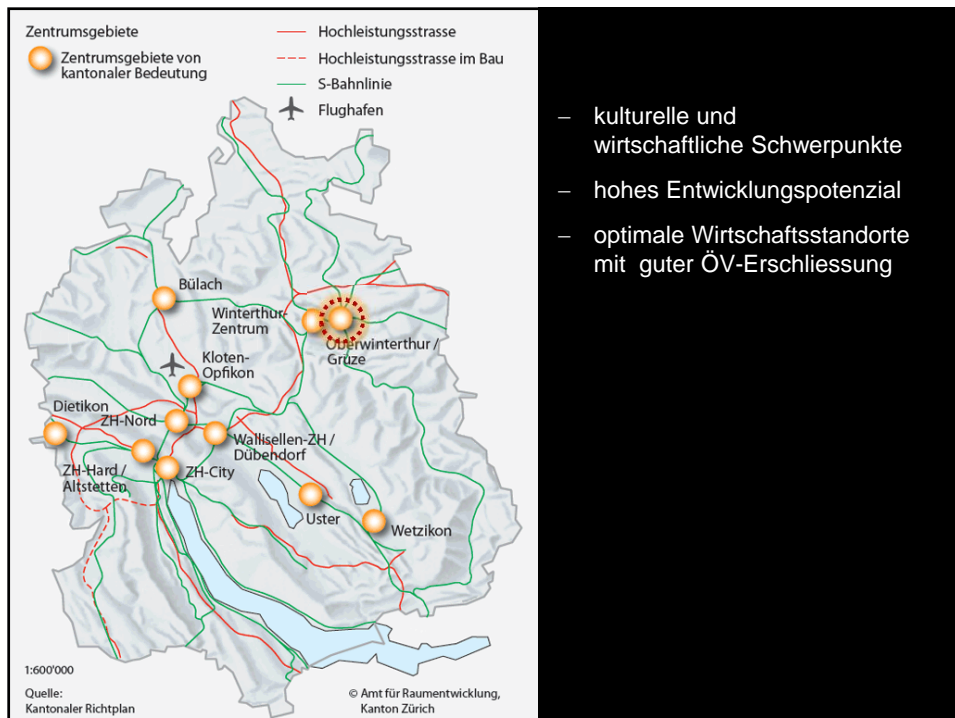 Zentrumsgebiete
Zentrumsgebiete von
kantonaler Bedeutung
Hochleistungsstrasse
Hochleistungsstrasse im Bau
S-Bahnlinie
Flughafen
Bülach
Winterthur-
Zentrum
Oberwinterthur /
Grüze
Kloten-
Opfikon
Dietikon
ZH-Nord
Wallisellen-ZH /
Dübendorf
ZH-Hard /
Altstetten
ZH-City
Uster
Wetzikon
1:600'000
Quelle:
Kantonaler Richtplan
© Amt für Raumentwicklung,
Kanton Zürich
– kulturelle und
wirtschaftliche Schwerpunkte
– hohes Entwicklungspotenzial
– optimale Wirtschaftsstandorte
mit guter ÖV-Erschliessung